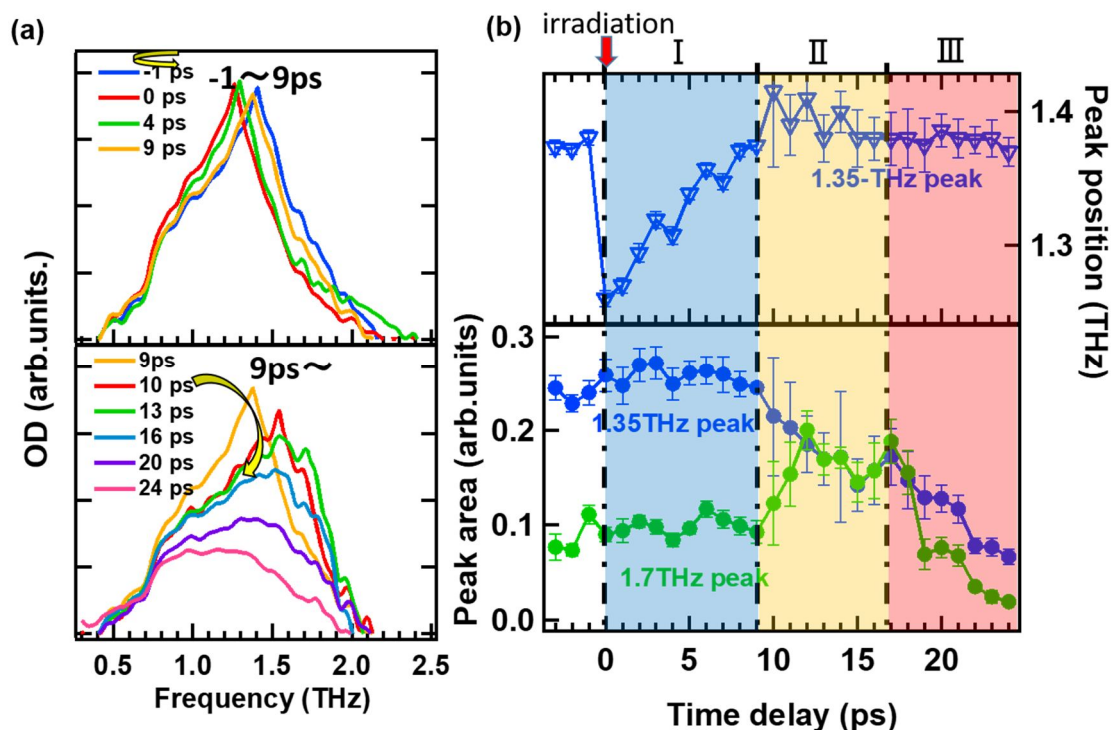 (a)
-1 ps
0 ps
4 ps
9 ps
-1～9ps
9ps
10 ps
13 ps
16 ps
20 ps
24 ps
9ps～
OD (arb.units.)
0.5 1.0 1.5 2.0 2.5
Frequency (THz)
(b)
irradiation
I II III
1.4
1.3
Peak position (THz)
1.35-THz peak
0.3
0.2
0.1
0.0
Peak area (arb.units)
1.35THz peak
1.7THz peak
0 5 10 15 20
Time delay (ps)